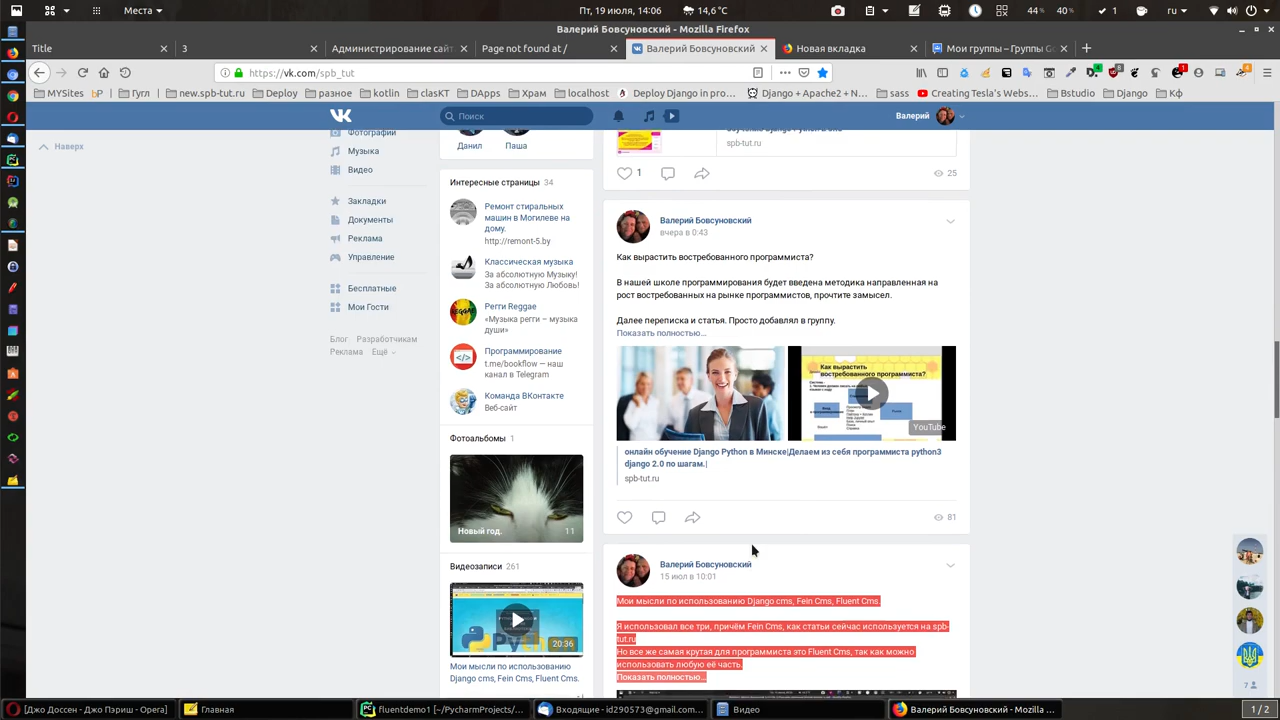 Места
Пт, 19 июля, 14:06
44 %
40 %
44°C
1
Валерий Бовсуновский - Mozilla Firefox
Title
3
Администрирование сайт
Page not found at /
Валерий Бовсуновский
Новая вкладка
Мои группы – Группы G
https://vk.com/spb_tut
MYSites
bP
Гугл
new.spb-tut.ru
Deploy
разное
kotlin
claskT
DApps
Храм
localhost
Deploy Django in pro…
Django + Apache2 + N…
sass
Creating Tesla's Webs…
Bstudio
Django
Кф
Поиск
Валерий
Наверх
Фотографии
Музыка
Видео
Закладки
Документы
Реклама
Управление
Бесплатные
Мои Гости
Блог Разработчикам
Реклама Ещё
Данил
Паша
Интересные страницы 34
Ремонт стиральных
машин в Могилеве на
дому.
http://remont-5.by
Классическая музыка
За абсолютную Музыку!
За абсолютную Любовь!
Регги Reggae
«Музыка регги – музыка
души»
Программирование
t.me/bookflow — наш
канал в Telegram
Команда ВКонтакте
Веб-сайт
Фотоальбомы 1
Новый год.
11
Видеозаписи 261
20:36
Мои мысли по использованию
Django cms, Fein Cms, Fluent Cms.
spb-tut.ru
1
25
Валерий Бовсуновский
вчера в 0:43
Как вырастить востребованного программиста?
В нашей школе программирования будет введена методика направленная на
рост востребованных на рынке программистов, прочтите замысел.
Далее переписка и статья. Просто добавлял в группу.
Показать полностью…
Как вырастить
востребованного программиста?
YouTube
онлайн обучение Django Python в Минске|Делаем из себя программиста python3
django 2.0 по шагам.|
spb-tut.ru
81
Валерий Бовсуновский
15 июл в 10:01
Мои мысли по использованию Django cms, Fein Cms, Fluent Cms.
Я использовал все три, причём Fein Cms, как статьи сейчас используется на spb-
tut.ru
Но все же самая крутая для программиста это Fluent Cms, так как можно
использовать любую её часть.
Показать полностью…
[Джо Доссен - Джо Дассен - Opera]
Главная
fluentdemo1 [~/PycharmProjects/…
Входящие - id290573@gmail.com…
Видео
Валерий Бовсуновский - Mozilla …
1 / 2